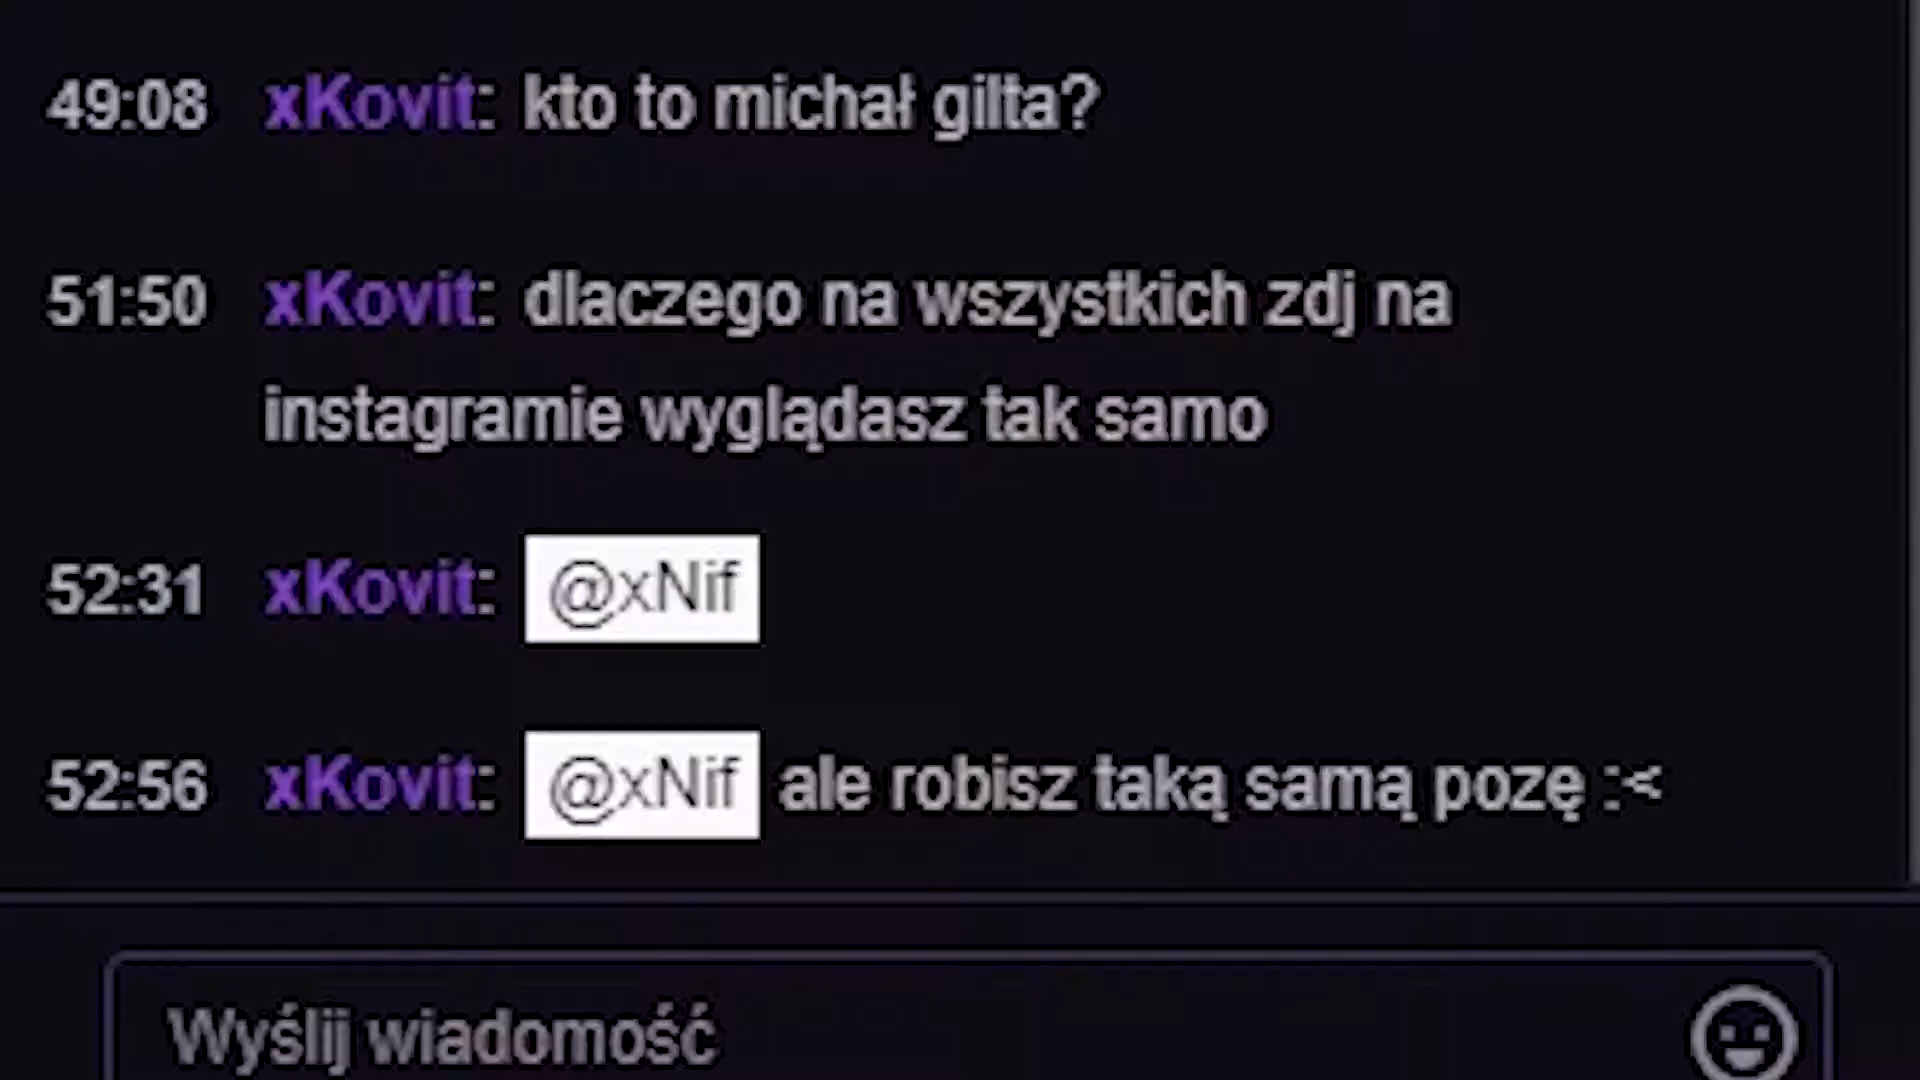 49:08 xKovit: kto to michał gilta?
51:50 xKovit: dlaczego na wszystkich zdj na
instagramie wyglądasz tak samo
52:31 xKovit: @xNif
52:56 xKovit: @xNif ale robisz taką samą pozę :<
Wyślij wiadomość